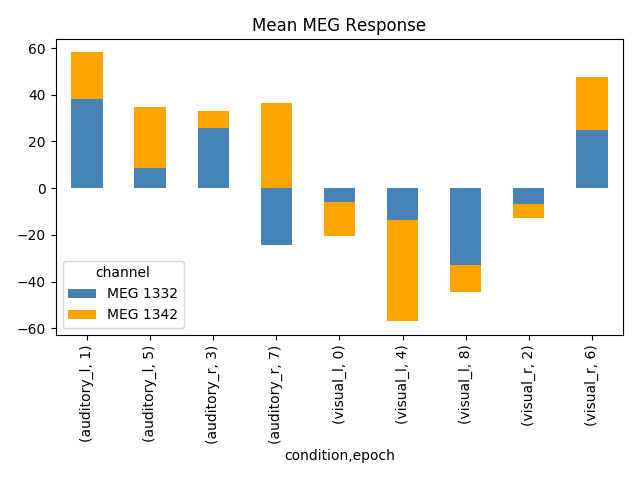 Mean MEG Response
60
40
20
0
−20
−40
−60
channel
MEG 1332
MEG 1342
(auditory_l, 1)
(auditory_l, 5)
(auditory_r, 3)
(auditory_r, 7)
(visual_l, 0)
(visual_l, 4)
(visual_l, 8)
(visual_r, 2)
(visual_r, 6)
condition,epoch